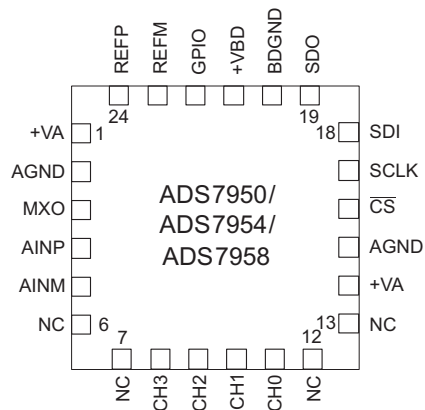 REFP
REFM
GPIO
+VBD
BDGND
SDO
24
19
+VA
1
18
SDI
AGND
SCLK
MXO
CS
AINP
AGND
AINM
+VA
NC
6
13
NC
ADS7950/
ADS7954/
ADS7958
7
12
NC
CH3
CH2
CH1
CH0
NC